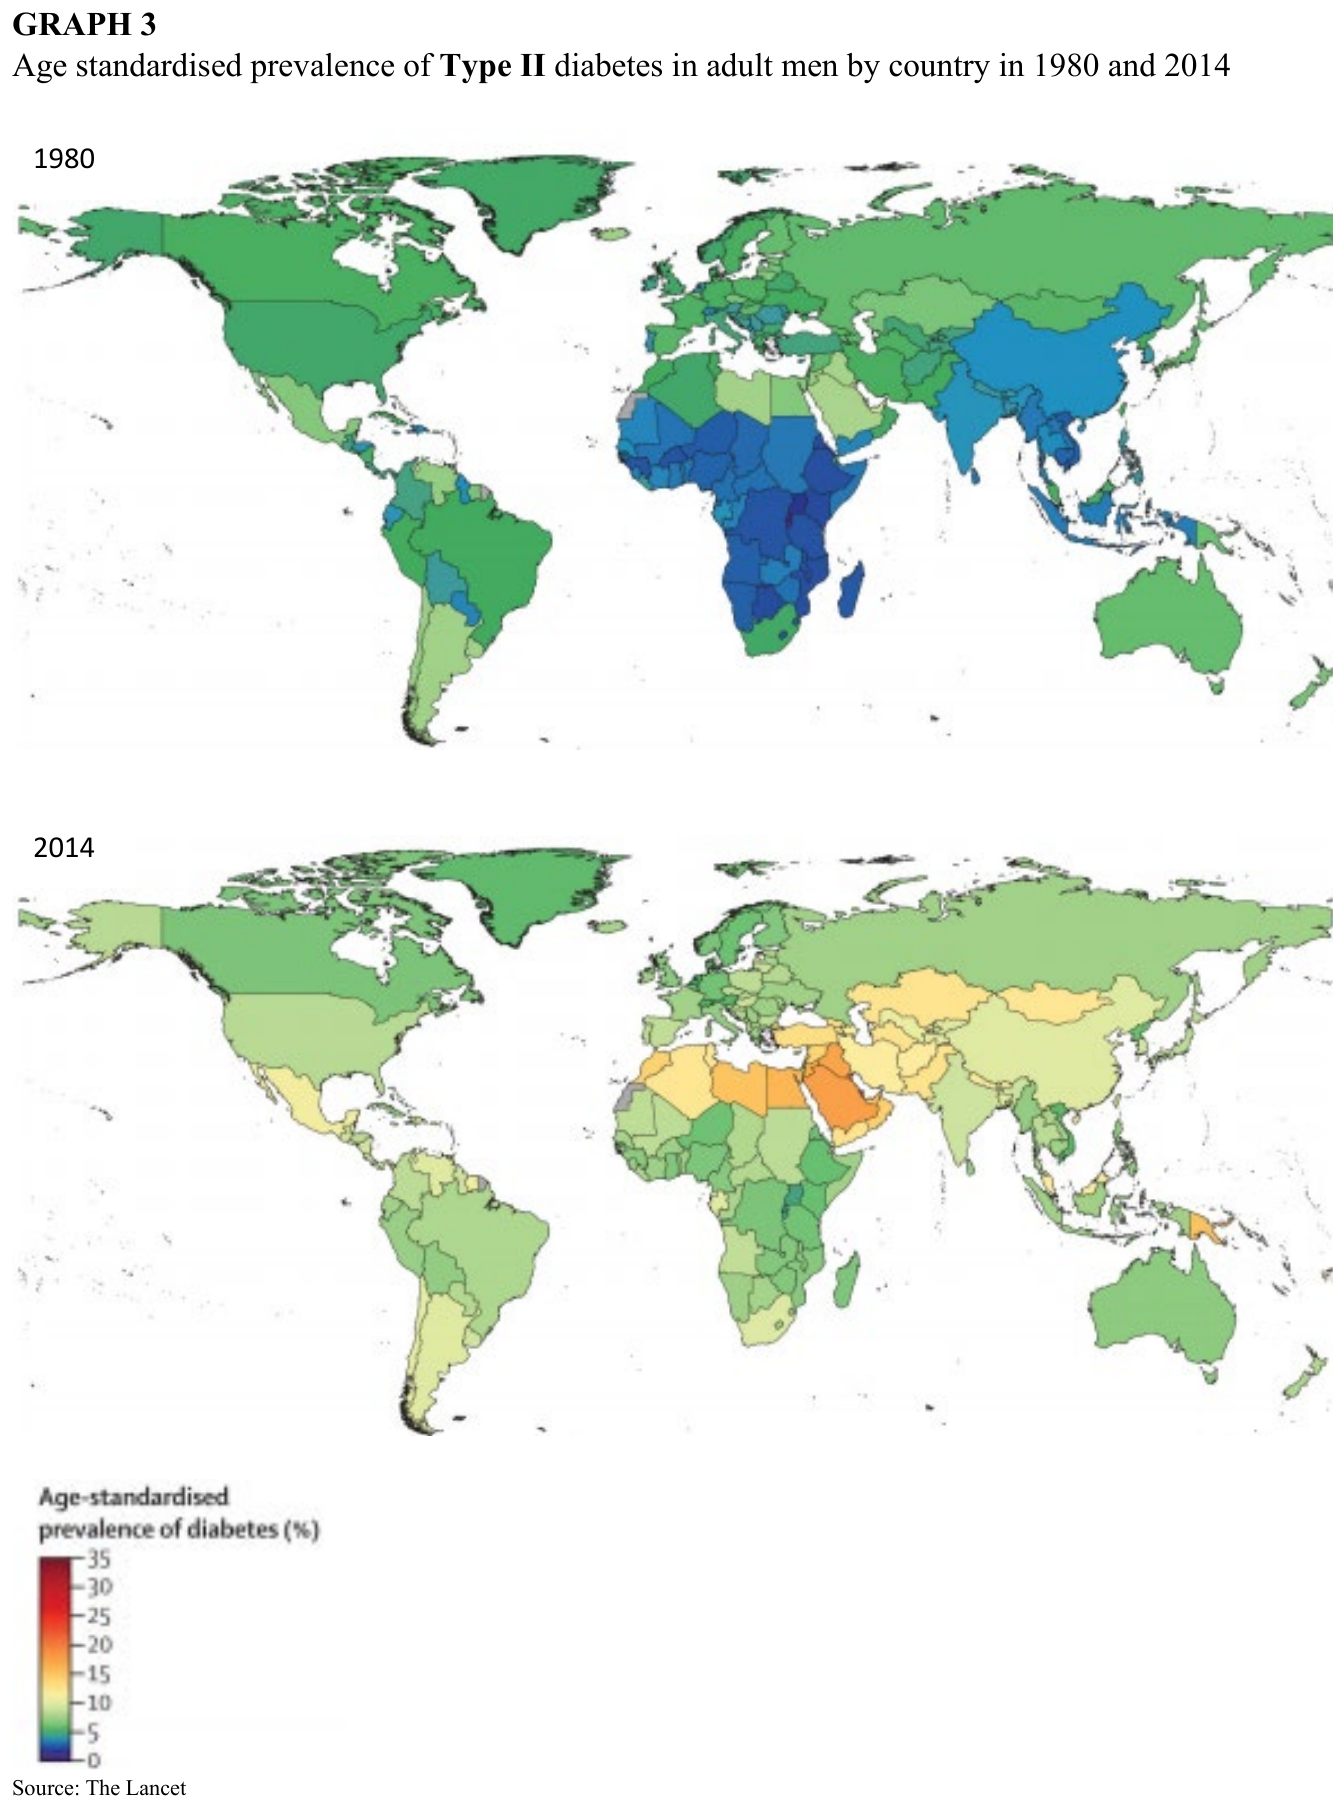 GRAPH 3
Age standardised prevalence of Type II diabetes in adult men by country in 1980 and 2014
1980
2014
Age-standardised
prevalence of diabetes (%)
35
30
25
20
15
10
5
0
Source: The Lancet